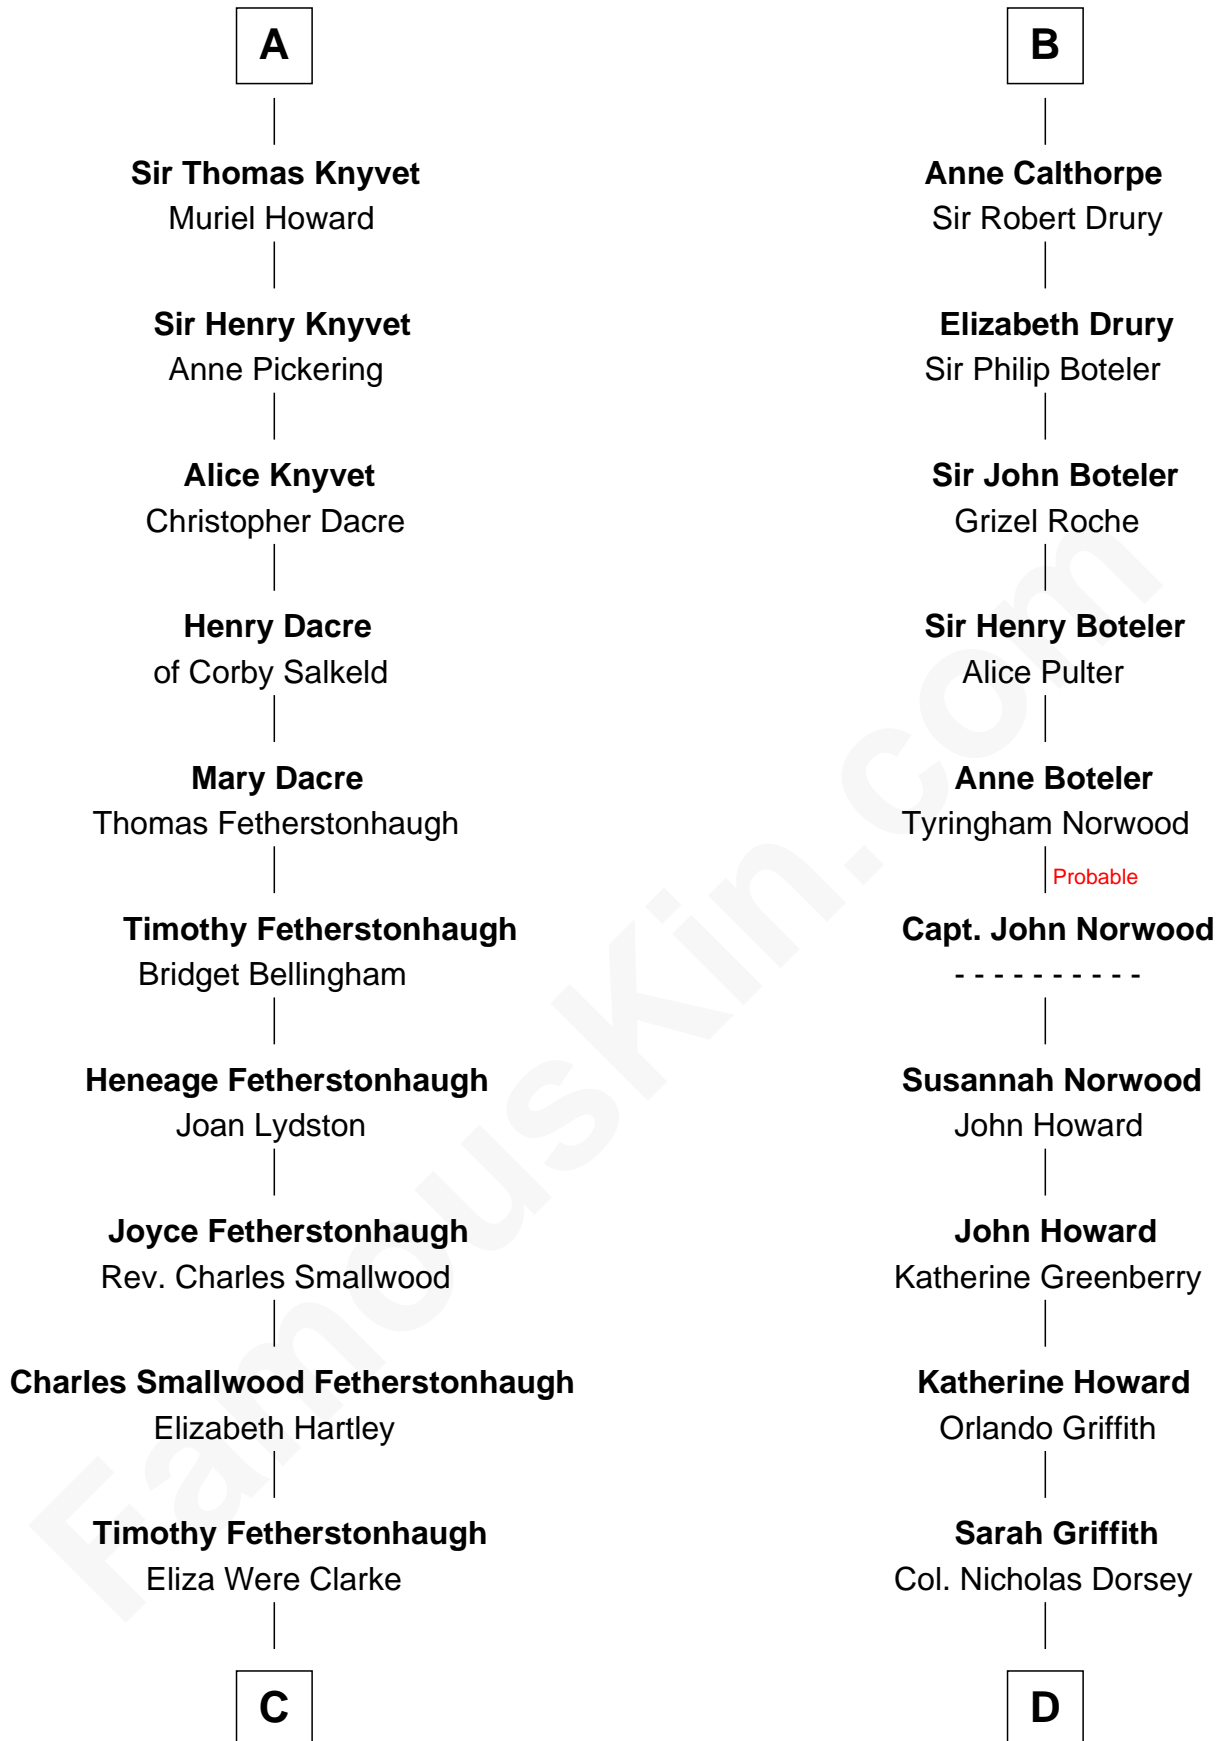 A
Sir Thomas Knyvet
Muriel Howard
Sir Henry Knyvet
Anne Pickering
Alice Knyvet
Christopher Dacre
Henry Dacre
of Corby Salkeld
Mary Dacre
Thomas Fetherstonhaugh
Timothy Fetherstonhaugh
Bridget Bellingham
Heneage Fetherstonhaugh
Joan Lydston
Joyce Fetherstonhaugh
Rev. Charles Smallwood
Charles Smallwood Fetherstonhaugh
Elizabeth Hartley
Timothy Fetherstonhaugh
Eliza Were Clarke
C
B
Anne Calthorpe
Sir Robert Drury
Elizabeth Drury
Sir Philip Boteler
Sir John Boteler
Grizel Roche
Sir Henry Boteler
Alice Pulter
Anne Boteler
Tyringham Norwood
Probable
Capt. John Norwood
- - - - - - - - - -
Susannah Norwood
John Howard
John Howard
Katherine Greenberry
Katherine Howard
Orlando Griffith
Sarah Griffith
Col. Nicholas Dorsey
D
FamousKin.com